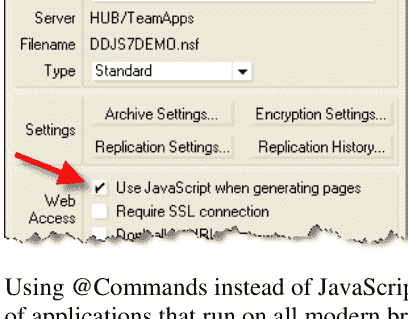 Server HUB/TeamApps
Filename DDJS7DEMO.nsf
Type Standard
Archive Settings... Encryption Settings...
Settings
Replication Settings... Replication History...
Use JavaScript when generating pages
Web
Access
Require SSL connection
Using @Commands instead of JavaScrip
of applications that run on all modern br